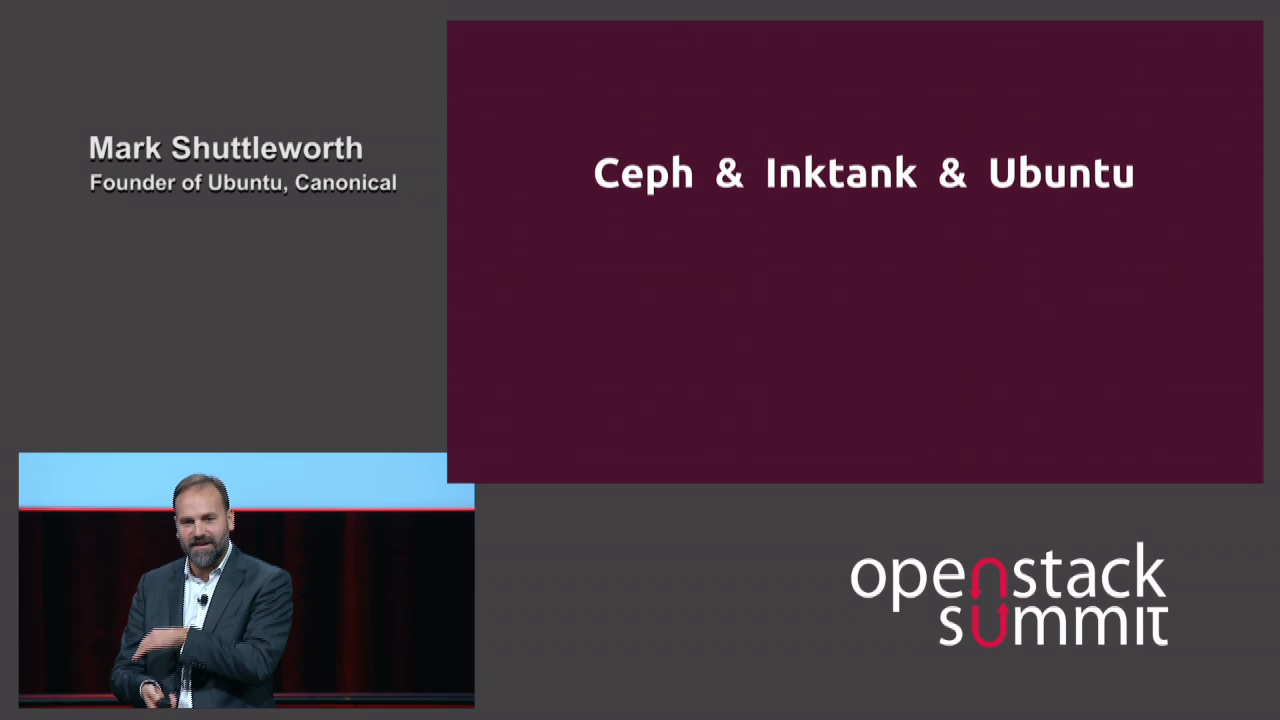 Mark Shuttleworth
Founder of Ubuntu, Canonical
Ceph & Inktank & Ubuntu
openstack
summit